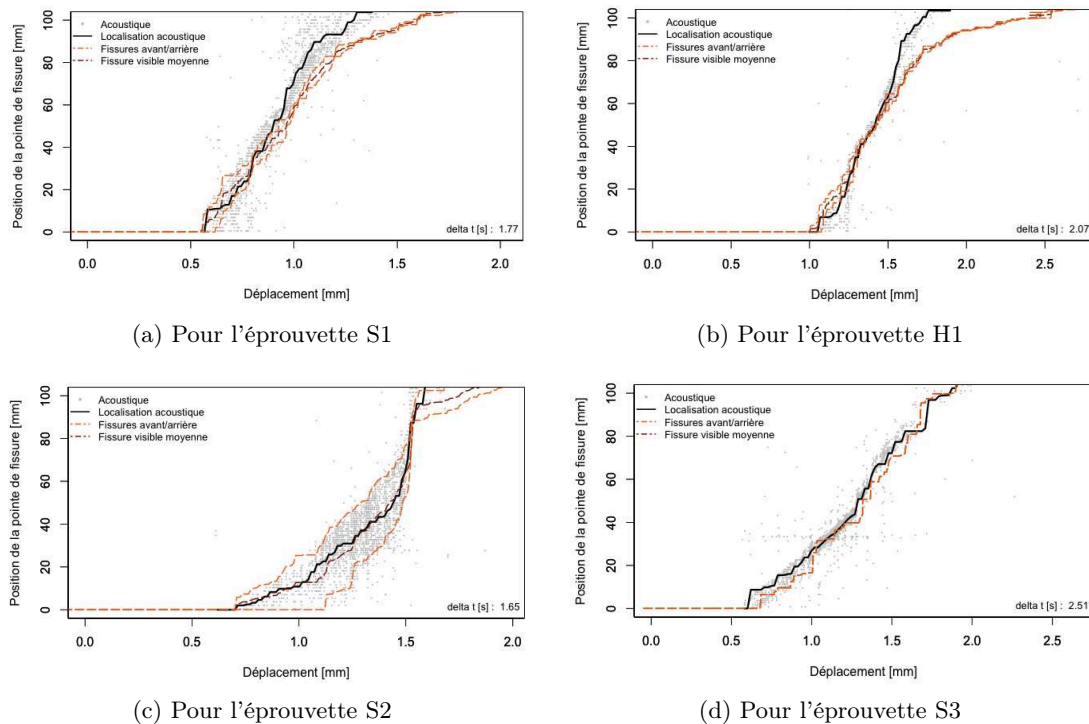 Position de la pointe de fissure [mm]
100
80
60
40
20
0
Acoustique
Localisation acoustique
Fissures avant/arrière
Fissure visible moyenne
delta t [s] : 1.77
0.0 0.5 1.0 1.5 2.0
Déplacement [mm]
(a) Pour l'éprouvette S1
Position de la pointe de fissure [mm]
100
80
60
40
20
0
Acoustique
Localisation acoustique
Fissures avant/arrière
Fissure visible moyenne
delta t [s] : 2.07
0.0 0.5 1.0 1.5 2.0 2.5
Déplacement [mm]
(b) Pour l'éprouvette H1
Position de la pointe de fissure [mm]
100
80
60
40
20
0
Acoustique
Localisation acoustique
Fissures avant/arrière
Fissure visible moyenne
delta t [s] : 1.65
0.0 0.5 1.0 1.5 2.0
Déplacement [mm]
(c) Pour l'éprouvette S2
Position de la pointe de fissure [mm]
100
80
60
40
20
0
Acoustique
Localisation acoustique
Fissures avant/arrière
Fissure visible moyenne
delta t [s] : 2.51
0.0 0.5 1.0 1.5 2.0 2.5
Déplacement [mm]
(d) Pour l'éprouvette S3